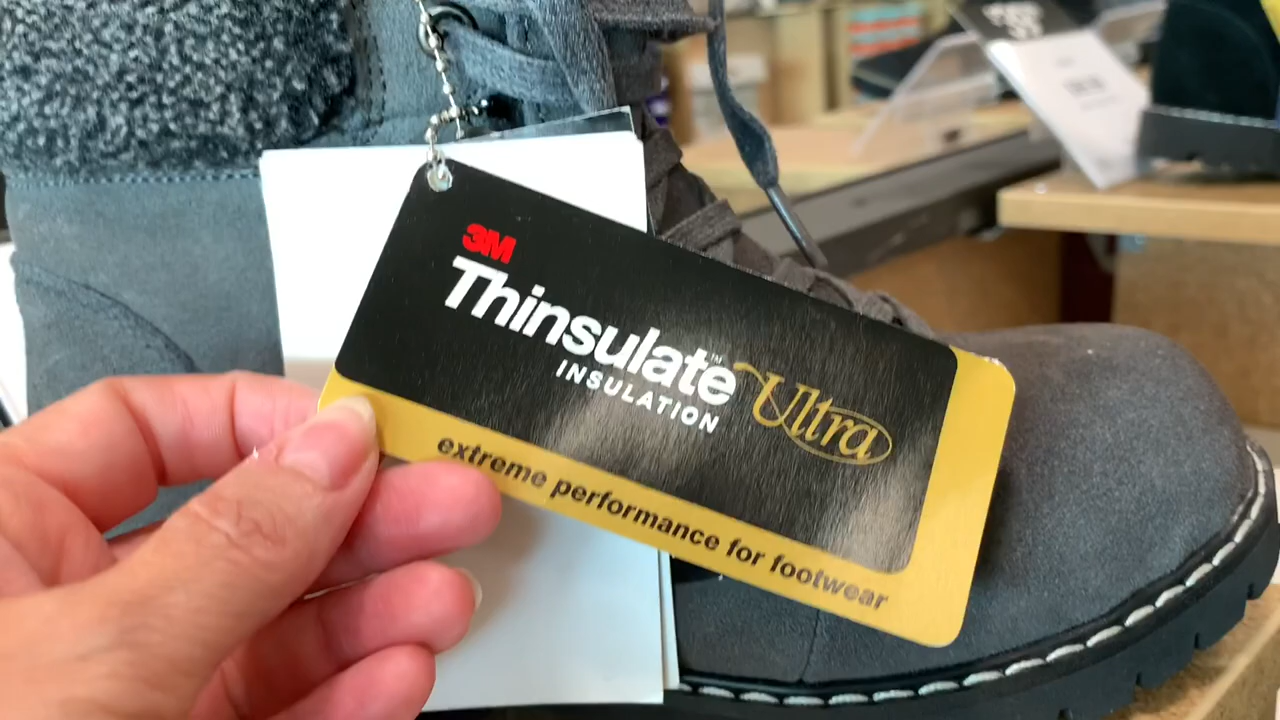 3M
Thinsulate™ Ultra
INSULATION
extreme performance for footwear